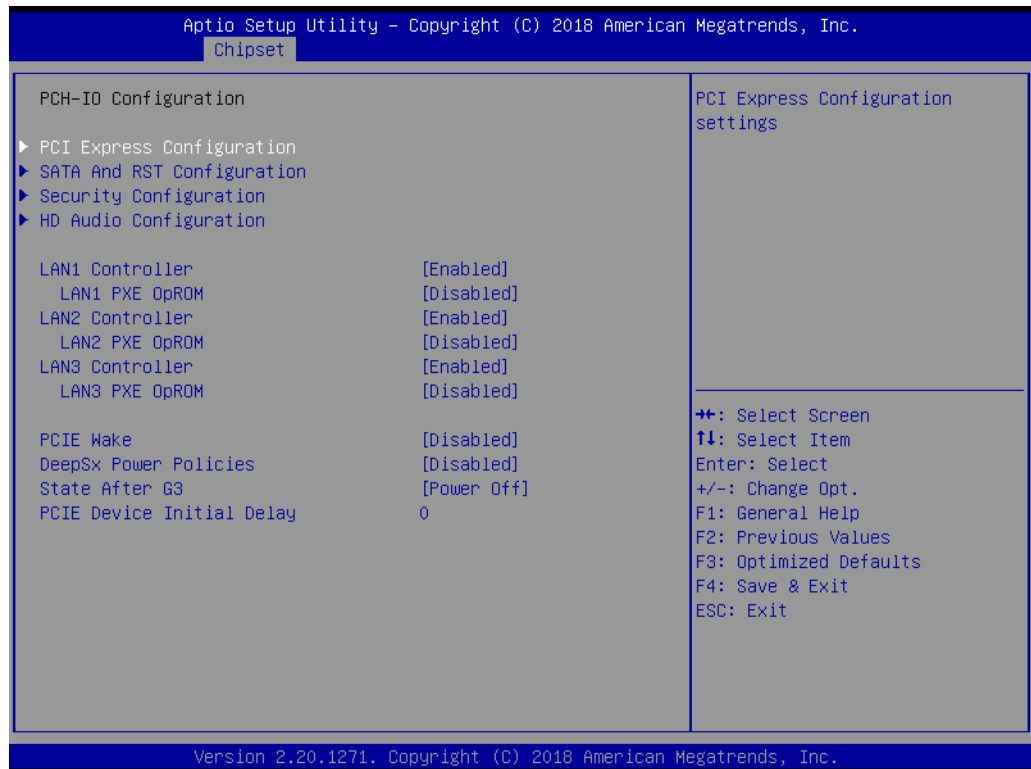 Aptio Setup Utility – Copyright (C) 2018 American Megatrends, Inc.
Chipset
PCH-IO Configuration
▶ PCI Express Configuration
▶ SATA And RST Configuration
▶ Security Configuration
▶ HD Audio Configuration
LAN1 Controller [Enabled]
LAN1 PXE OpROM [Disabled]
LAN2 Controller [Enabled]
LAN2 PXE OpROM [Disabled]
LAN3 Controller [Enabled]
LAN3 PXE OpROM [Disabled]
PCIE Wake [Disabled]
DeepSx Power Policies [Disabled]
State After G3 [Power Off]
PCIE Device Initial Delay 0
PCI Express Configuration
settings
→←: Select Screen
↑↓: Select Item
Enter: Select
+/-: Change Opt.
F1: General Help
F2: Previous Values
F3: Optimized Defaults
F4: Save & Exit
ESC: Exit
Version 2.20.1271. Copyright (C) 2018 American Megatrends, Inc.